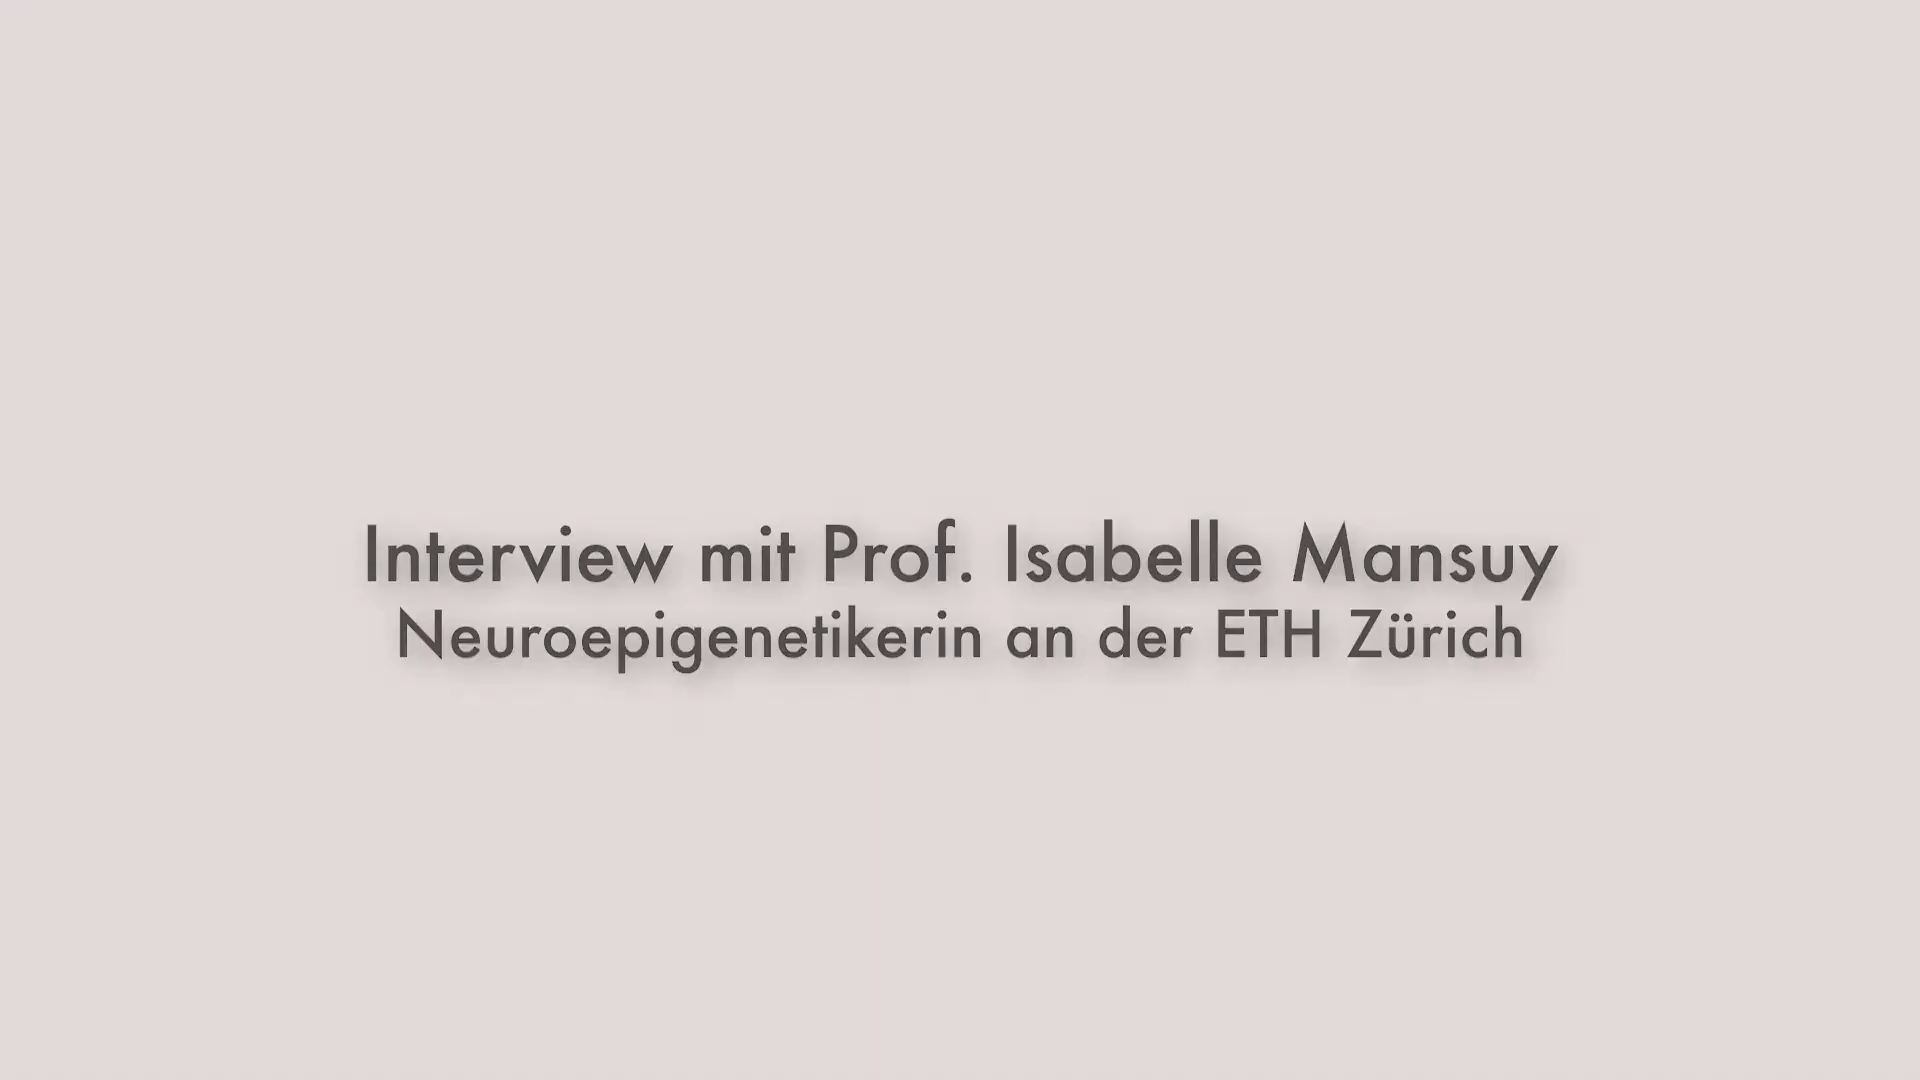 Interview mit Prof. Isabelle Mansuy
Neuroepigenetikerin an der ETH Zürich